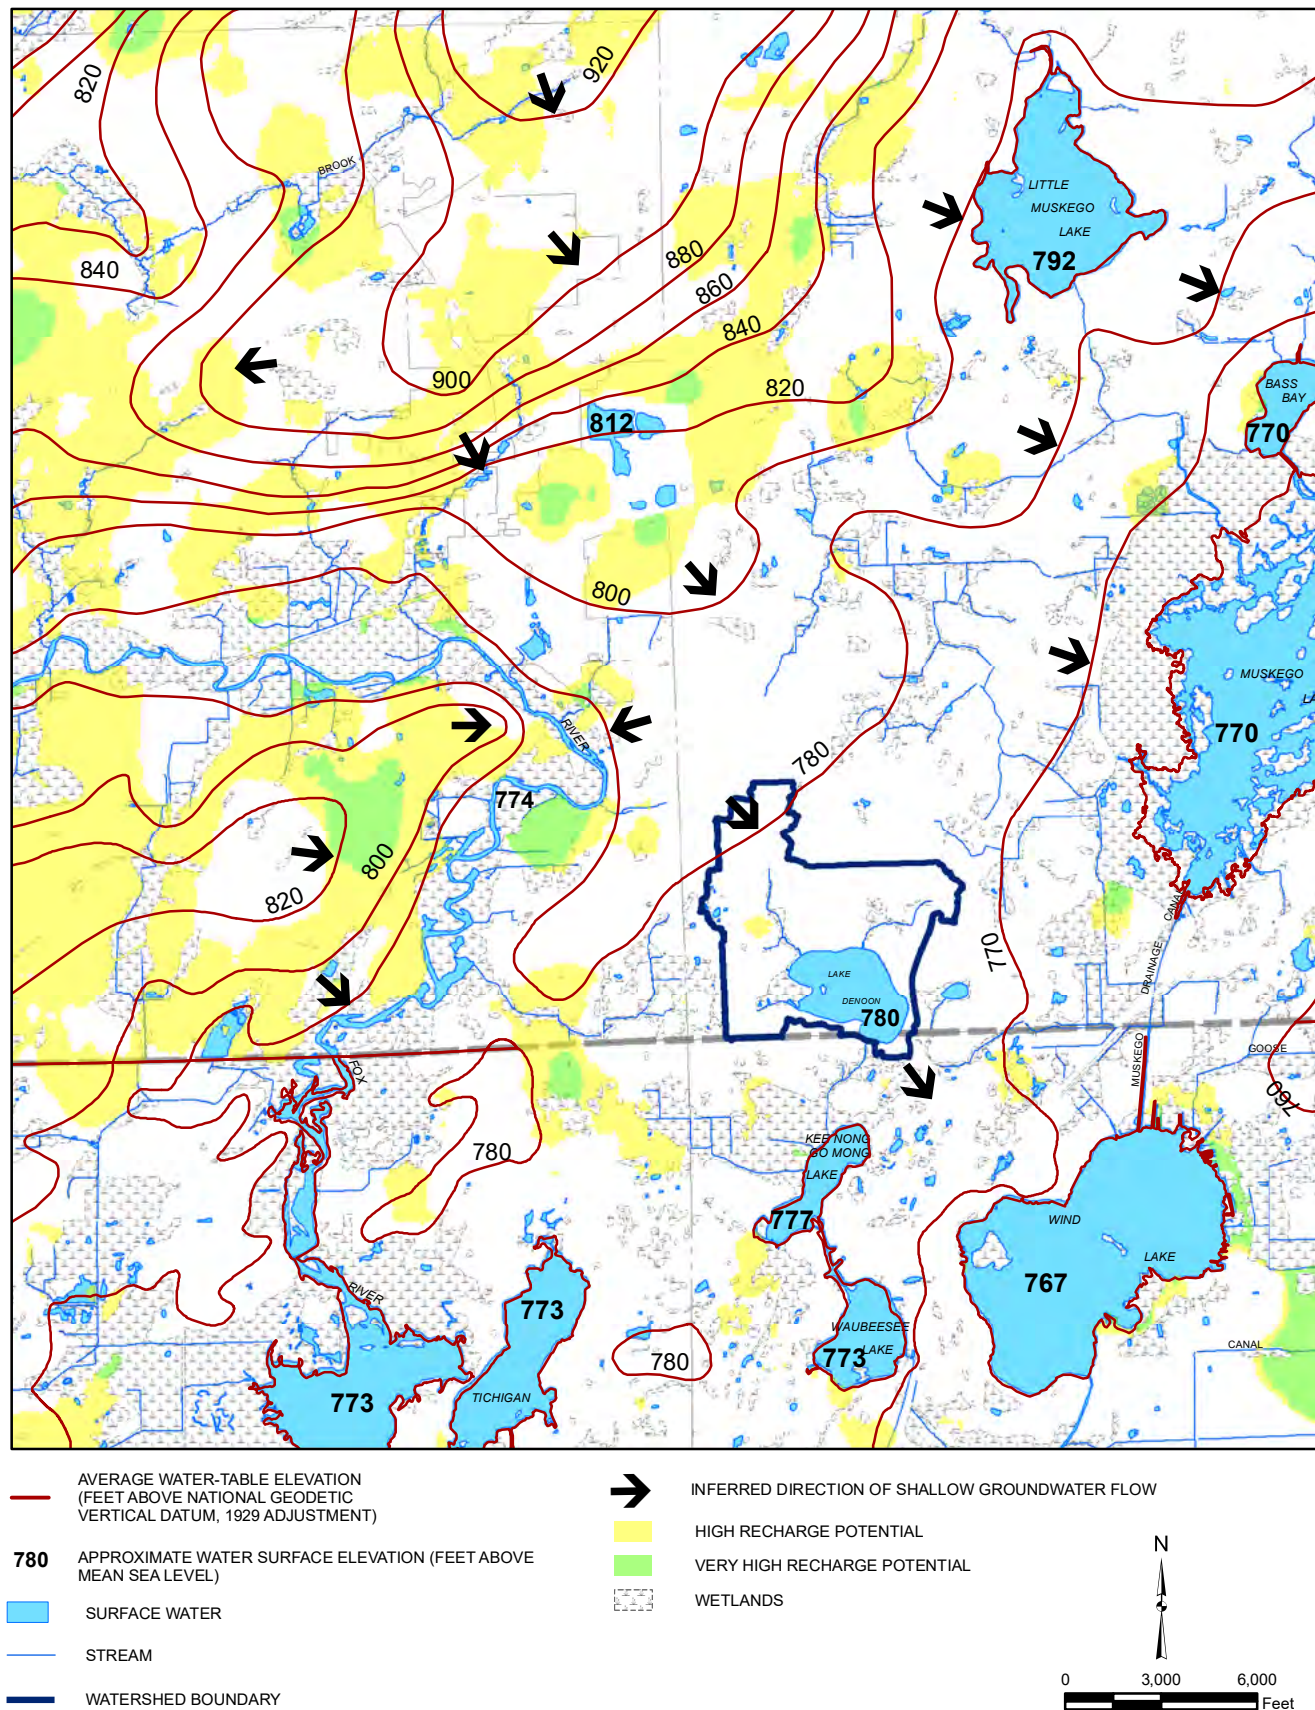 920
820
BROOK
LITTLE
MUSKEGO
LAKE
792
880
840
860
840
900
820
BASS
BAY
812
770
800
MUSKEGO
RIVER
770
780
774
800
820
CANAL
770
DRAINAGE
LAKE
DENOON
780
MUSKEGO
GOOSE
FOX
760
KEE NONG
GO MONG
LAKE
780
777
WIND
LAKE
767
RIVER
773
WAUBEESEE
LAKE
773
CANAL
780
TICHIGAN
773
AVERAGE WATER-TABLE ELEVATION
(FEET ABOVE NATIONAL GEODETIC
VERTICAL DATUM, 1929 ADJUSTMENT)
780 APPROXIMATE WATER SURFACE ELEVATION (FEET ABOVE
MEAN SEA LEVEL)
SURFACE WATER
STREAM
WATERSHED BOUNDARY
INFERRED DIRECTION OF SHALLOW GROUNDWATER FLOW
HIGH RECHARGE POTENTIAL
VERY HIGH RECHARGE POTENTIAL
WETLANDS
N
0 3,000 6,000
Feet